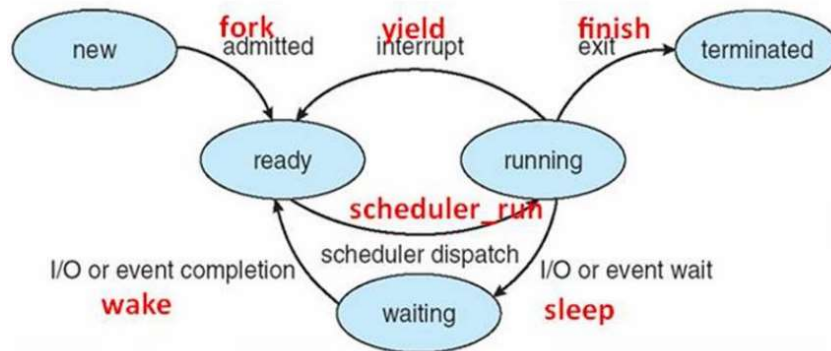 fork
yield
finish
new
admitted
interrupt
exit
terminated
ready
running
scheduler_run
scheduler dispatch
I/O or event completion
I/O or event wait
wake
waiting
sleep